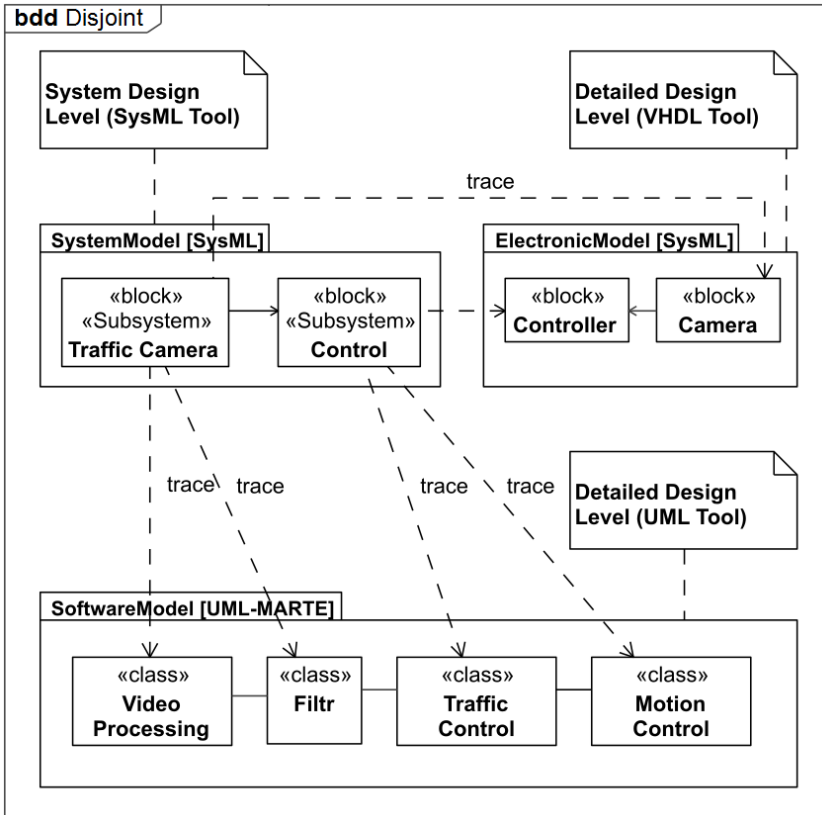 bdd Disjoint
System Design
Level (SysML Tool)
Detailed Design
Level (VHDL Tool)
trace
SystemModel [SysML]
ElectronicModel [SysML]
«block»
«Subsystem»
Traffic Camera
«block»
«Subsystem»
Control
«block»
Controller
«block»
Camera
trace
trace
trace
trace
Detailed Design
Level (UML Tool)
SoftwareModel [UML-MARTE]
«class»
Video
Processing
«class»
Filtr
«class»
Traffic
Control
«class»
Motion
Control